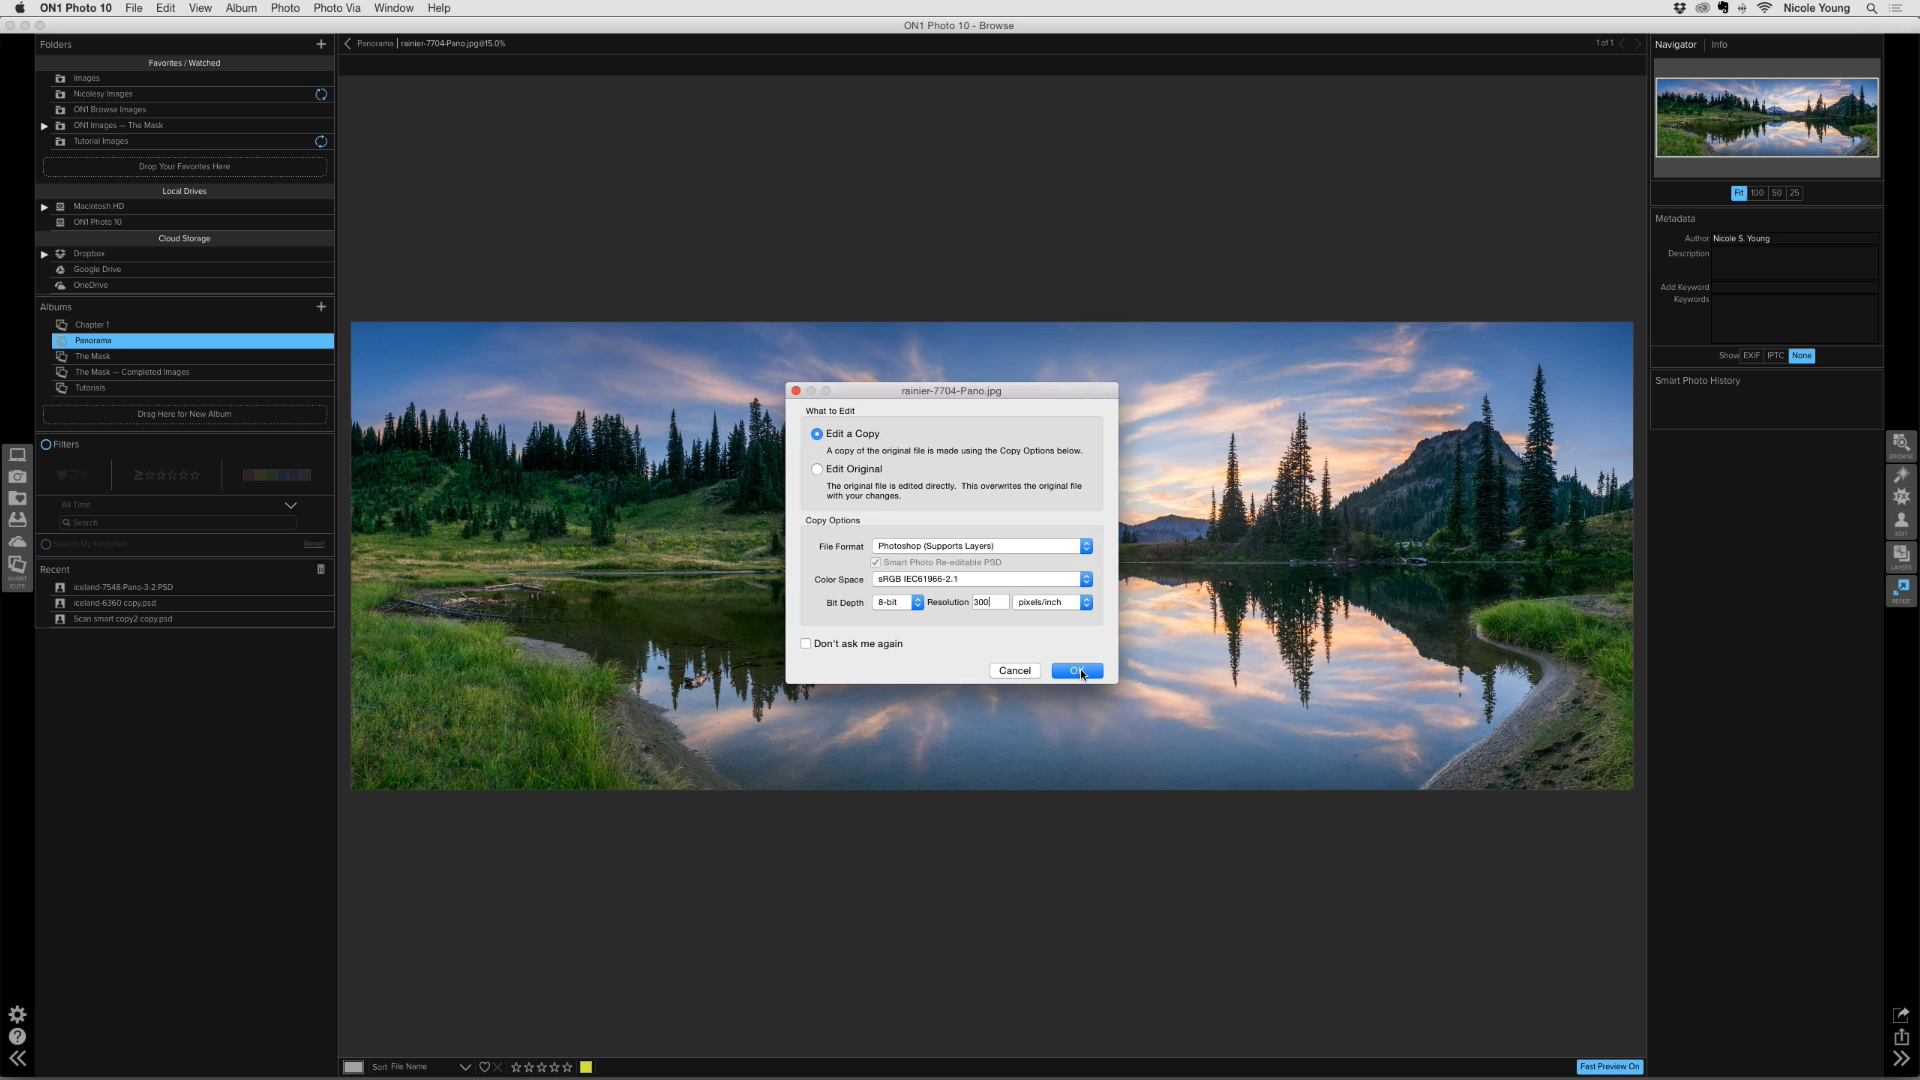 ON1 Photo 10 File Edit View Album Photo Photo Via Window Help Nicole Young
ON1 Photo 10 - Browse
Folders
Favorites / Watched
Images
Nicolesy Images
ON1 Browse Images
ON1 Images — The Mask
Tutorial Images
Drop Your Favorites Here
Local Drives
Macintosh HD
ON1 Photo 10
Cloud Storage
Dropbox
Google Drive
OneDrive
Albums
Chapter 1
Panorama
The Mask
The Mask — Completed Images
Tutorials
Drag Here for New Album
Filters
All Time
Search
Search My Favorites
Reset
Recent
iceland-7548-Pano-3-2.PSD
iceland-6360 copy.psd
Scan smart copy2 copy.psd
SHORT CUTS
Panorama | rainier-7704-Pano.jpg@15.0%
1 of 1
rainier-7704-Pano.jpg
What to Edit
Edit a Copy
A copy of the original file is made using the Copy Options below.
Edit Original
The original file is edited directly. This overwrites the original file
with your changes.
Copy Options
File Format Photoshop (Supports Layers)
Smart Photo Re-editable PSD
Color Space sRGB IEC61966-2.1
Bit Depth 8-bit Resolution 300 pixels/inch
Don't ask me again
Cancel OK
Sort File Name
Fast Preview On
Navigator | Info
Fit 100 50 25
Metadata
Author Nicole S. Young
Description
Add Keyword
Keywords
Show EXIF IPTC None
Smart Photo History
BROWSE
EDIT
LAYERS
RESIZE